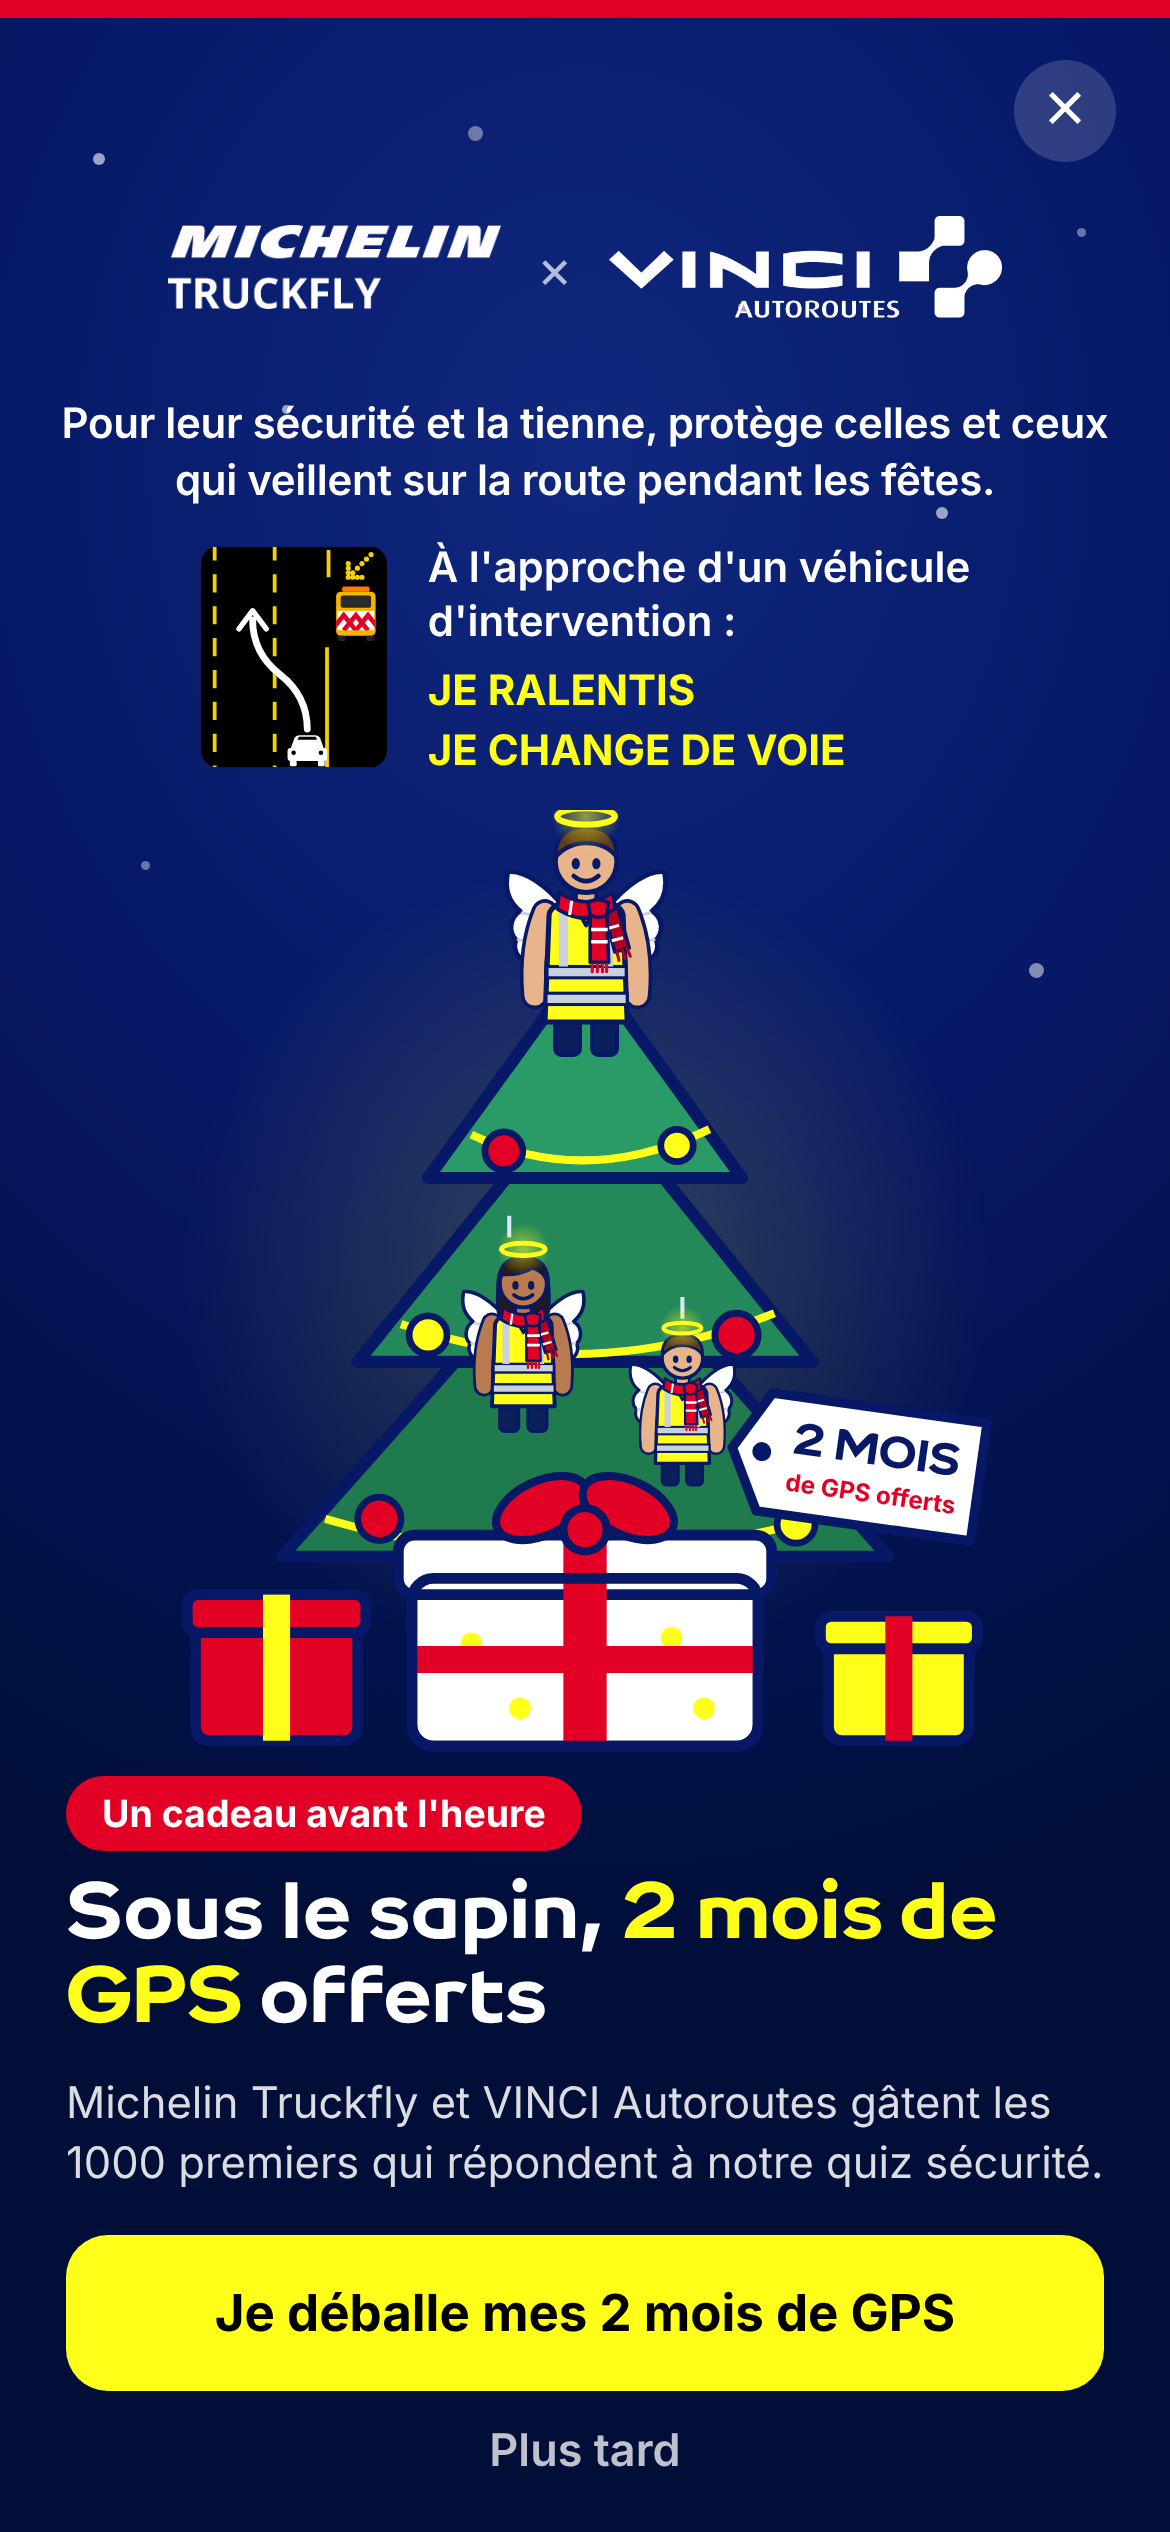 MICHELIN
TRUCKFLY
×
VINCI
AUTOROUTES
Pour leur sécurité et la tienne, protège celles et ceux
qui veillent sur la route pendant les fêtes.
À l'approche d'un véhicule
d'intervention :
JE RALENTIS
JE CHANGE DE VOIE
2 MOIS
de GPS offerts
Un cadeau avant l'heure
Sous le sapin, 2 mois de
GPS offerts
Michelin Truckfly et VINCI Autoroutes gâtent les
1000 premiers qui répondent à notre quiz sécurité.
Je déballe mes 2 mois de GPS
Plus tard